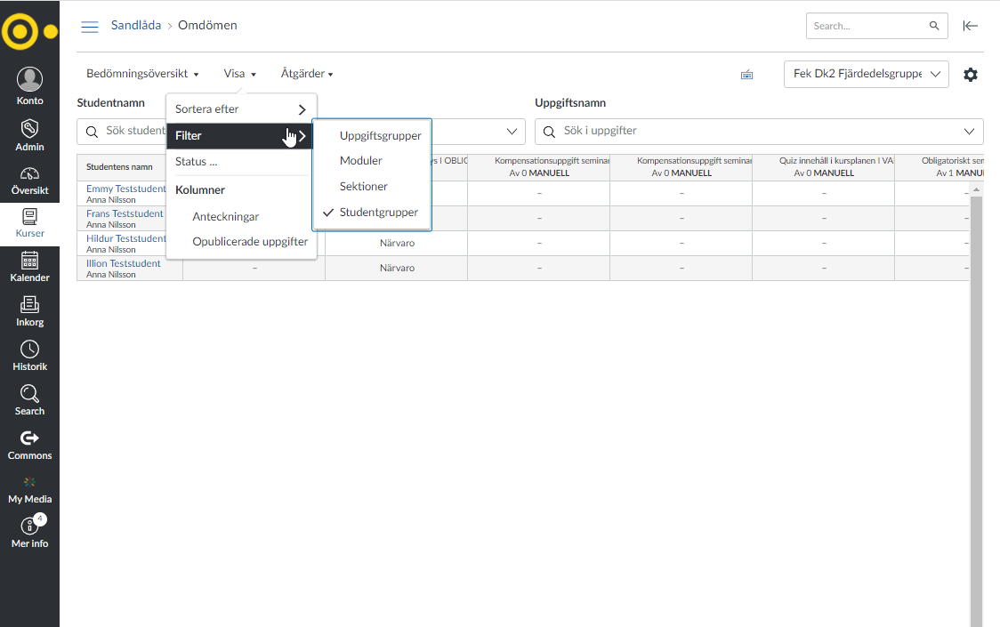 Sandlåda › Omdömen
Search...
Bedömningsöversikt
Visa
Åtgärder
Fek Dk2 Fjärdedelsgruppe
Studentnamn
Uppgiftsnamn
Sök student
Sök i uppgifter
Sortera efter
Filter
Status ...
Kolumner
Anteckningar
Opublicerade uppgifter
Uppgiftsgrupper
Moduler
Sektioner
Studentgrupper
Studentens namn
s I OBLIC
Kompensationsuppgift seminar
Av 0 MANUELL
Kompensationsuppgift seminar
Av 0 MANUELL
Quiz innehåll i kursplanen I VA
Av 0 MANUELL
Obligatoriskt sem
Av 1 MANU
Emmy Teststudent
Anna Nilsson
– – – –
Frans Teststudent
Anna Nilsson
– – – –
Hildur Teststudent
Anna Nilsson
Närvaro – – – –
Illion Teststudent
Anna Nilsson
– Närvaro – – – –
Konto
Admin
Översikt
Kurser
Kalender
Inkorg
Historik
Search
Commons
My Media
4
Mer info